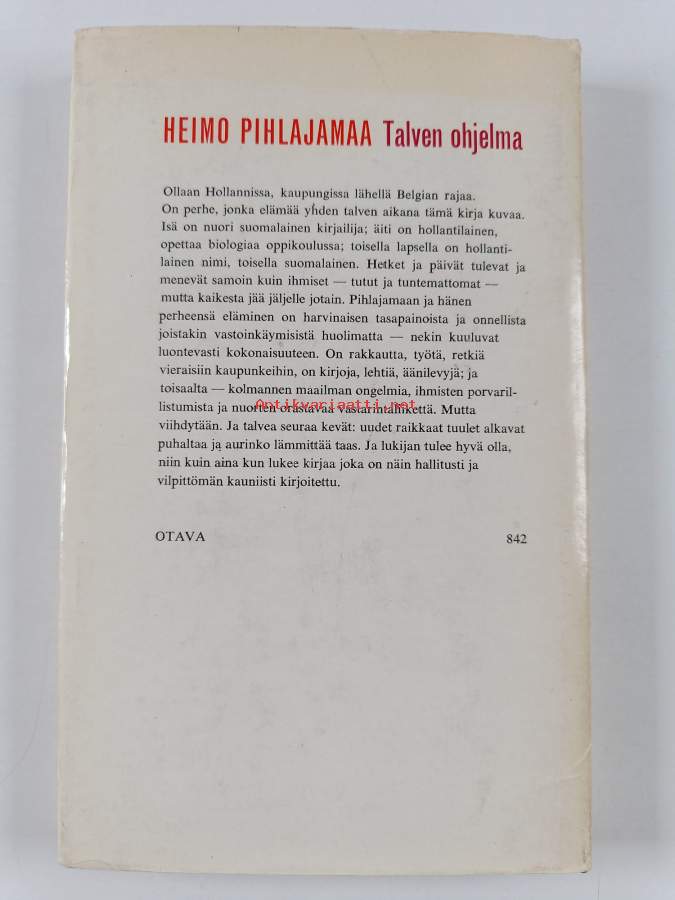 HEIMO PIHLAJAMAA Talven ohjelma
Ollaan Hollannissa, kaupungissa lähellä Belgian rajaa.
On perhe, jonka elämää yhden talven aikana tämä kirja kuvaa.
Isä on nuori suomalainen kirjailija; äiti on hollantilainen,
opettaa biologiaa oppikoulussa; toisella lapsella on hollanti-
lainen nimi, toisella suomalainen. Hetket ja päivät tulevat ja
menevät samoin kuin ihmiset — tutut ja tuntemattomat —
mutta kaikesta jää jäljelle jotain. Pihlajamaan ja hänen
perheensä eläminen on harvinaisen tasapainoista ja onnellista
joistakin vastoinkäymisistä huolimatta — nekin kuuluvat
luontevasti kokonaisuuteen. On rakkautta, työtä, retkiä
vieraisiin kaupunkeihin, on kirjoja, lehtiä, äänilevyjä; ja
toisaalta — kolmannen maailman ongelmia, ihmisten porvaril-
listumista ja nuorten orastavaa vastarintaliikettä. Mutta
Antikvariaatti.net
viihdytään. Ja talvea seuraa kevät: uudet raikkaat tuulet alkavat
puhaltaa ja aurinko lämmittää taas. Ja lukijan tulee hyvä olla,
niin kuin aina kun lukee kirjaa joka on näin hallitusti ja
vilpittömän kauniisti kirjoitettu.
OTAVA 842